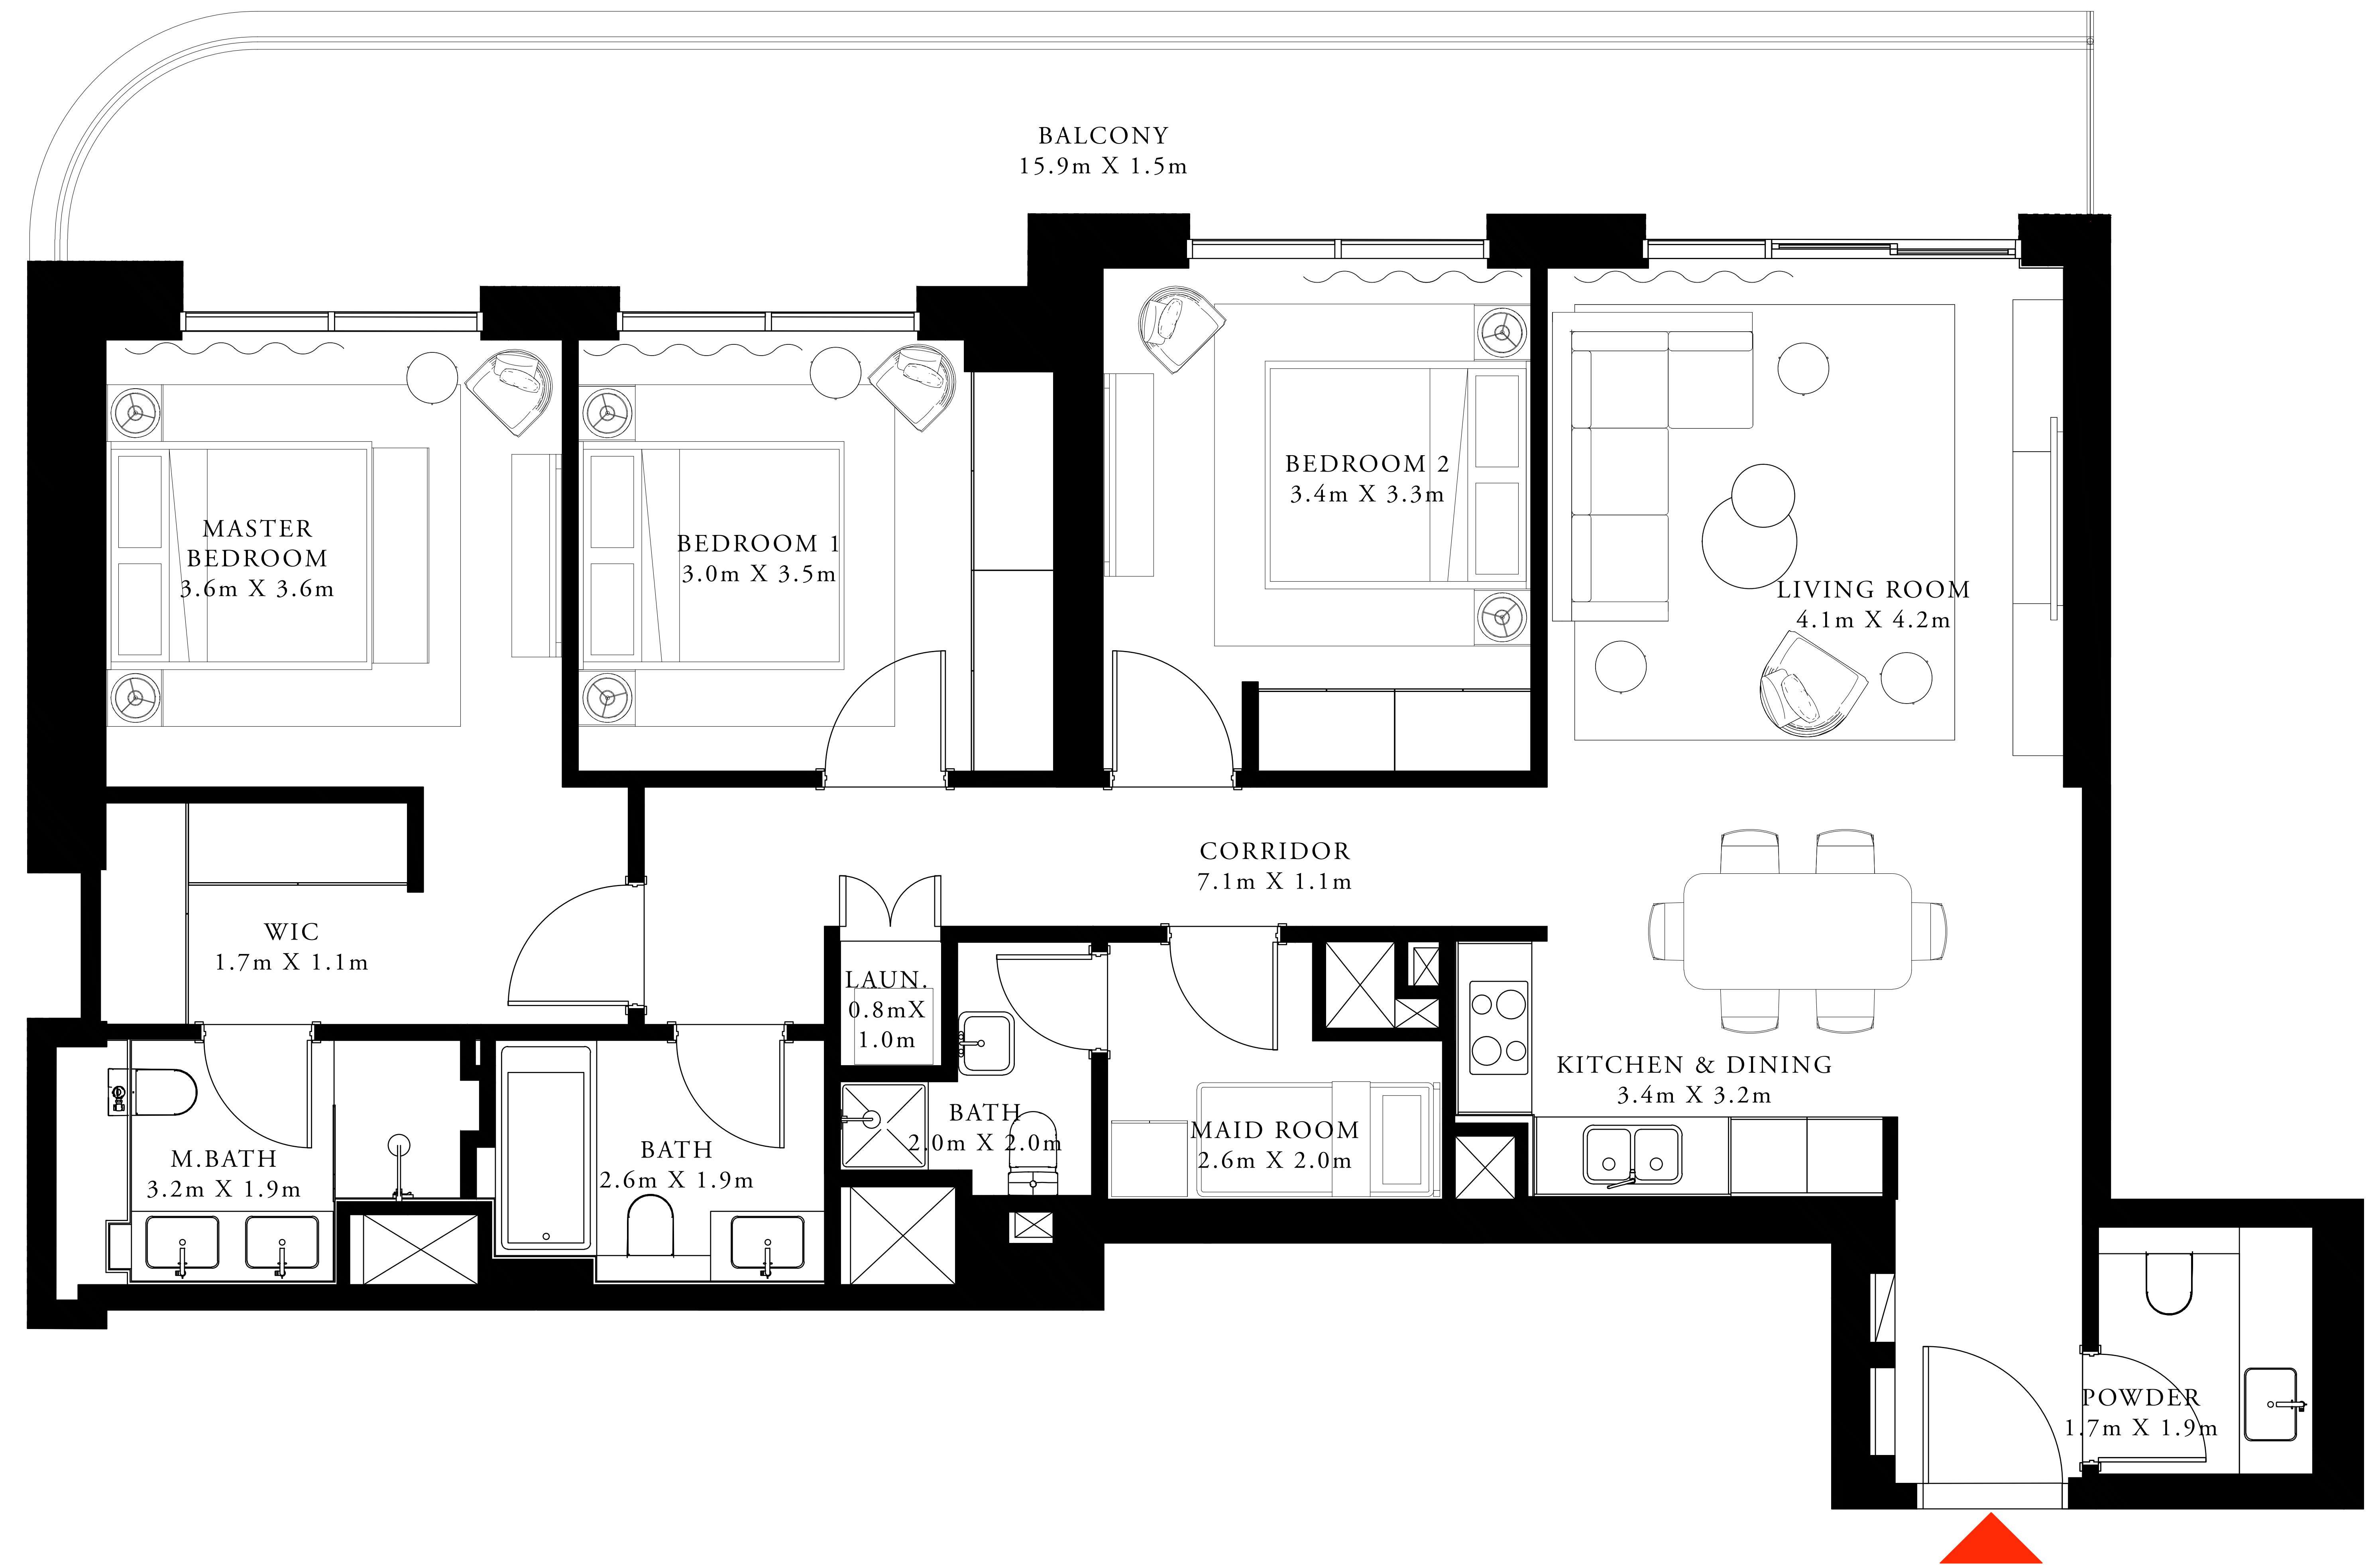 BALCONY
15.9m X 1.5m
MASTER
BEDROOM
3.6m X 3.6m
BEDROOM 1
3.0m X 3.5m
BEDROOM 2
3.4m X 3.3m
LIVING ROOM
4.1m X 4.2m
CORRIDOR
7.1m X 1.1m
WIC
1.7m X 1.1m
LAUN.
0.8mX
1.0m
KITCHEN & DINING
3.4m X 3.2m
M.BATH
3.2m X 1.9m
BATH
2.6m X 1.9m
BATH
2.0m X 2.0m
MAID ROOM
2.6m X 2.0m
POWDER
1.7m X 1.9m